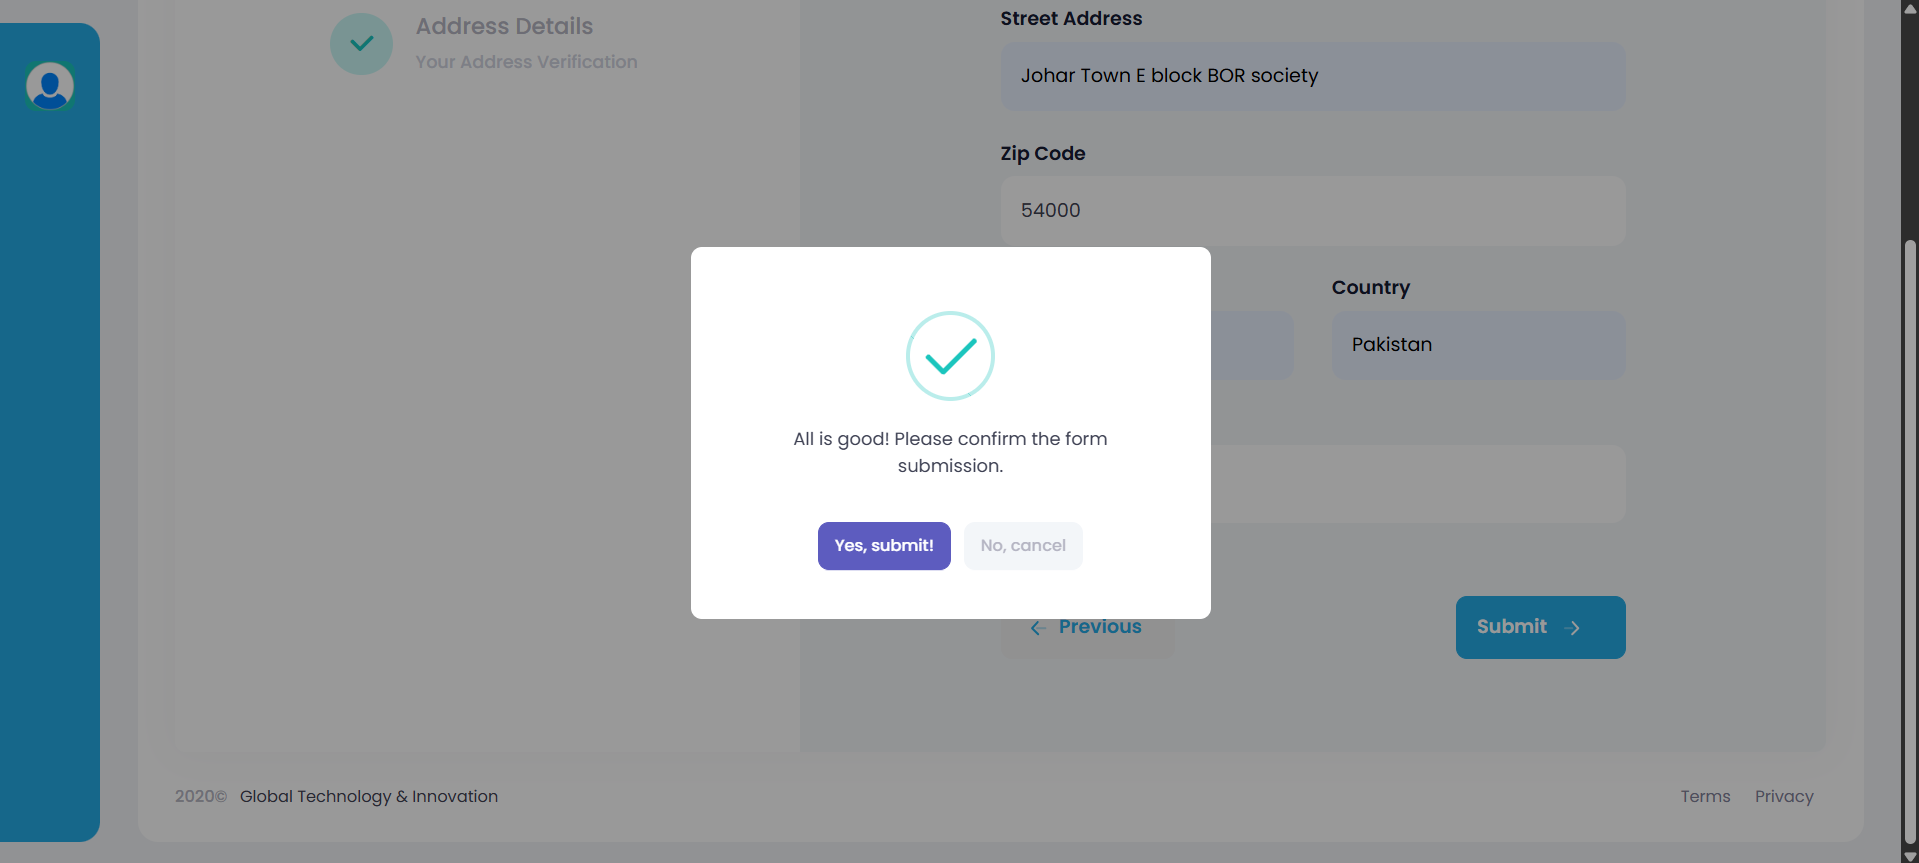 Address Details
Your Address Verification
Street Address
Johar Town E block BOR society
Zip Code
54000
Country
Pakistan
All is good! Please confirm the form
submission.
Yes, submit!
No, cancel
Previous
Submit
2020© Global Technology & Innovation
Terms
Privacy